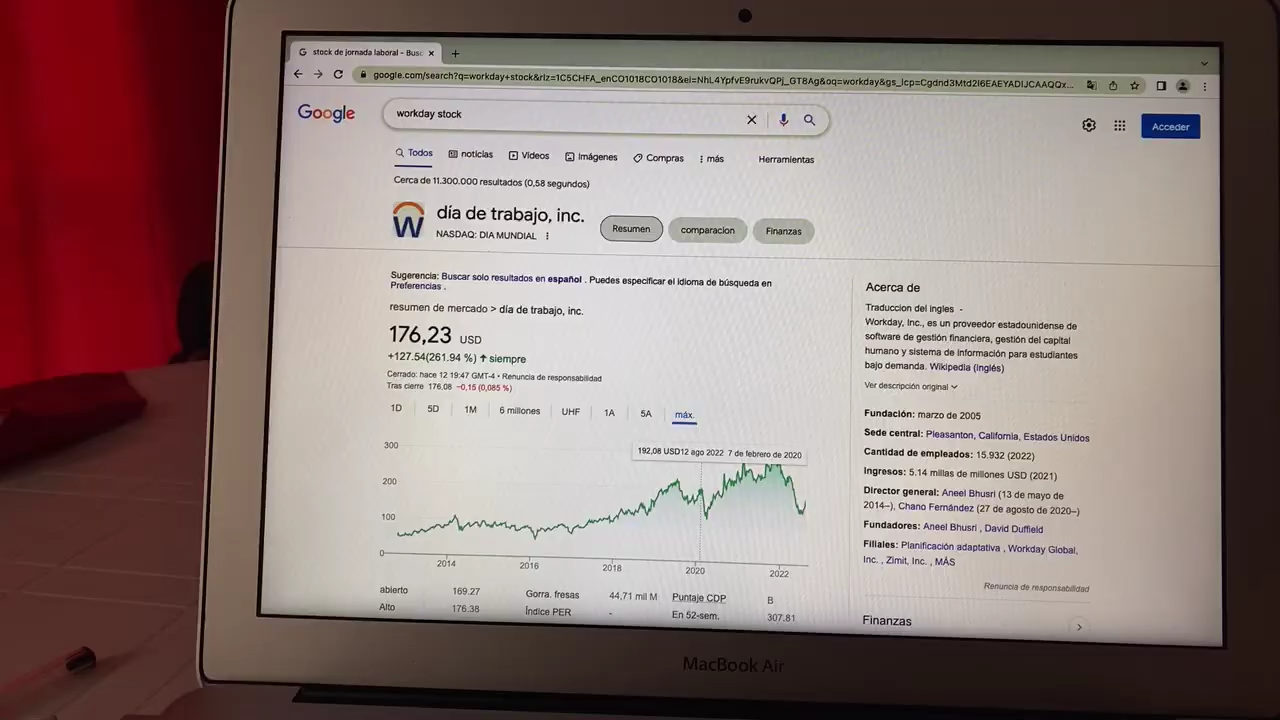 stock de jornada laboral - Busc
google.com/search?q=workday+stock&rlz=1C5CHFA_enCO1018CO1018&ei=NhL4YpfvE9rukvQPj_GT8Ag&oq=workday&gs_lcp=Cgdnd3Mtd2l6EAEYADIJCAAQQx...
Google
workday stock
Acceder
Todos
noticias
Vídeos
Imágenes
Compras
más
Herramientas
Cerca de 11.300.000 resultados (0,58 segundos)
W
día de trabajo, inc.
NASDAQ: DIA MUNDIAL
Resumen
comparacion
Finanzas
Sugerencia: Buscar solo resultados en español . Puedes especificar el idioma de búsqueda en
Preferencias .
resumen de mercado > día de trabajo, inc.
176,23 USD
+127.54(261.94 %) ↑ siempre
Cerrado: hace 12 19:47 GMT-4 • Renuncia de responsabilidad
Tras cierre 176,08 −0,15 (0,085 %)
1D
5D
1M
6 millones
UHF
1A
5A
máx.
192,08 USD12 ago 2022 7 de febrero de 2020
300
200
100
0
2014
2016
2018
2020
2022
abierto 169.27
Alto 176.38
Gorra. fresas 44,71 mil M
Índice PER -
Puntaje CDP B
En 52-sem. 307.81
Acerca de
Traduccion del ingles -
Workday, Inc., es un proveedor estadounidense de
software de gestión financiera, gestión del capital
humano y sistema de información para estudiantes
bajo demanda. Wikipedia (inglés)
Ver descripción original
Fundación: marzo de 2005
Sede central: Pleasanton, California, Estados Unidos
Cantidad de empleados: 15.932 (2022)
Ingresos: 5.14 millas de millones USD (2021)
Director general: Aneel Bhusri (13 de mayo de
2014–), Chano Fernández (27 de agosto de 2020–)
Fundadores: Aneel Bhusri , David Duffield
Filiales: Planificación adaptativa , Workday Global,
Inc. , Zimit, Inc. , MÁS
Renuncia de responsabilidad
Finanzas
MacBook Air